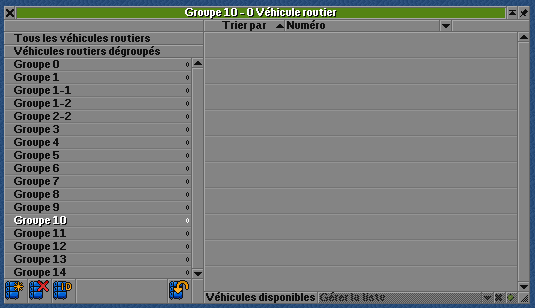 Groupe 10 - 0 Véhicule routier
Trier par Numéro
Tous les véhicules routiers
Véhicules routiers dégroupés
Groupe 0 0
Groupe 1 0
Groupe 1-1 0
Groupe 1-2 0
Groupe 2-2 0
Groupe 3 0
Groupe 4 0
Groupe 5 0
Groupe 6 0
Groupe 7 0
Groupe 8 0
Groupe 9 0
Groupe 10 0
Groupe 11 0
Groupe 12 0
Groupe 13 0
Groupe 14 0
Véhicules disponibles Gérer la liste